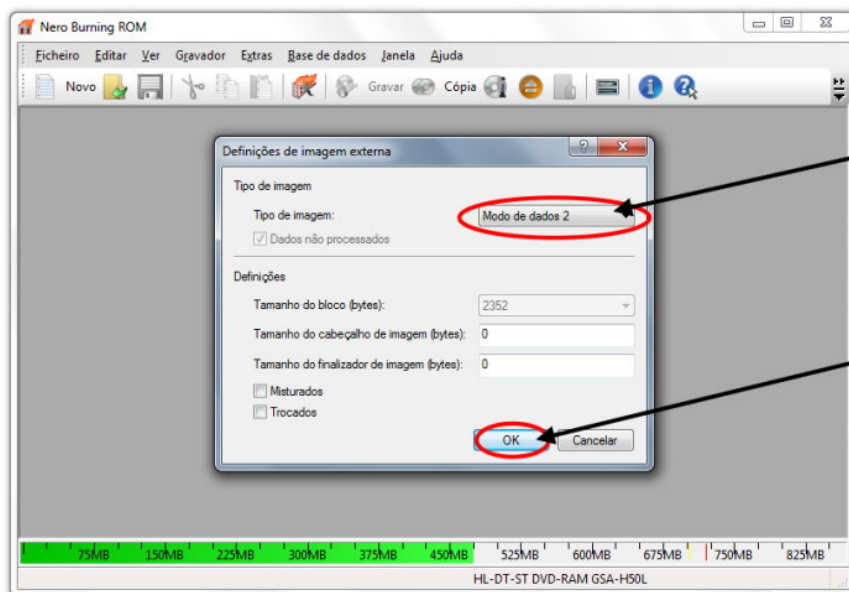 Nero Burning ROM
Ficheiro Editar Ver Gravador Extras Base de dados Janela Ajuda
Novo Gravar Cópia
Definições de imagem externa
Tipo de imagem
Tipo de imagem: Modo de dados 2
Dados não processados
Definições
Tamanho do bloco (bytes): 2352
Tamanho do cabeçalho de imagem (bytes): 0
Tamanho do finalizador de imagem (bytes): 0
Misturados
Trocados
OK Cancelar
75MB 150MB 225MB 300MB 375MB 450MB 525MB 600MB 675MB 750MB 825MB
HL-DT-ST DVD-RAM GSA-H50L